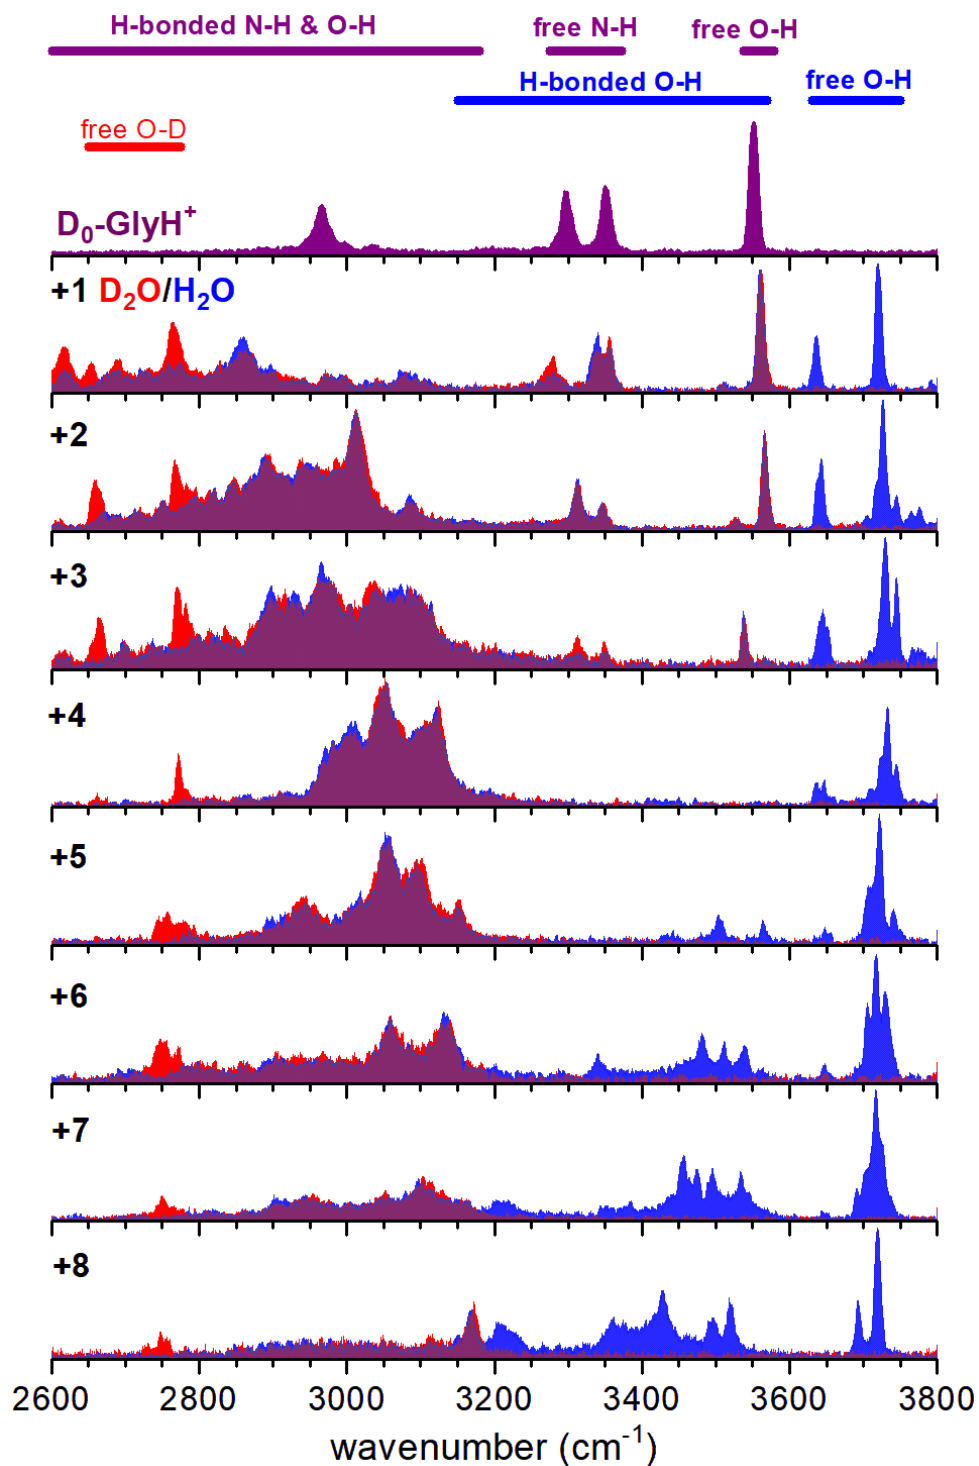 H-bonded N-H & O-H free N-H free O-H
H-bonded O-H free O-H
free O-D
D₀-GlyH⁺
+1 D₂O/H₂O
+2
+3
+4
+5
+6
+7
+8
2600 2800 3000 3200 3400 3600 3800
wavenumber (cm⁻¹)